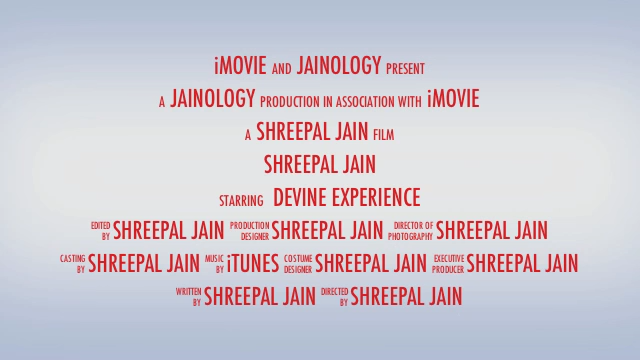 iMOVIE AND JAINOLOGY PRESENT
A JAINOLOGY PRODUCTION IN ASSOCIATION WITH iMOVIE
A SHREEPAL JAIN FILM
SHREEPAL JAIN
STARRING DEVINE EXPERIENCE
EDITED BY SHREEPAL JAIN PRODUCTION DESIGNER SHREEPAL JAIN DIRECTOR OF PHOTOGRAPHY SHREEPAL JAIN
CASTING BY SHREEPAL JAIN MUSIC BY iTUNES COSTUME DESIGNER SHREEPAL JAIN EXECUTIVE PRODUCER SHREEPAL JAIN
WRITTEN BY SHREEPAL JAIN DIRECTED BY SHREEPAL JAIN